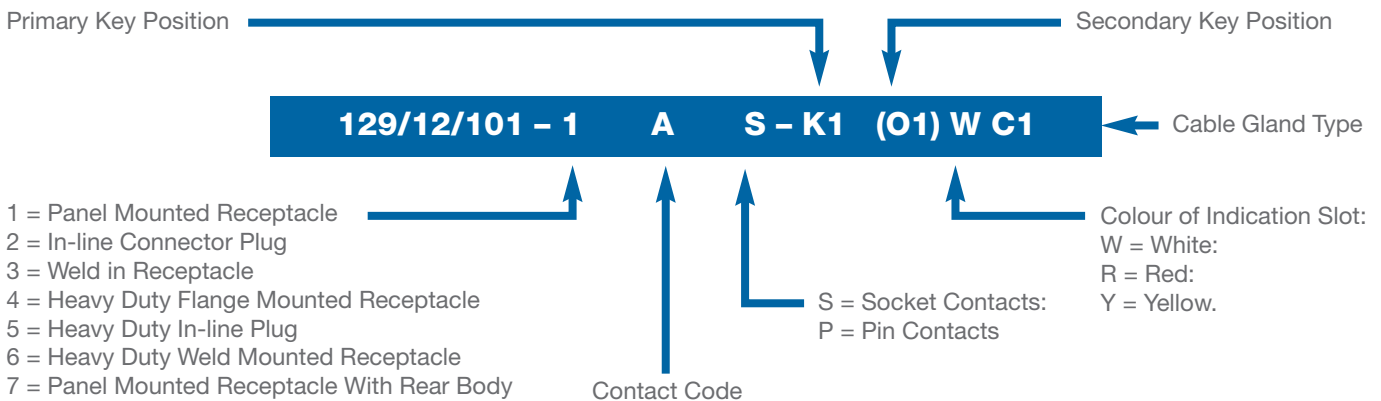 Primary Key Position
Secondary Key Position
129/12/101 – 1 A S – K1 (O1) W C1
Cable Gland Type
1 = Panel Mounted Receptacle
2 = In-line Connector Plug
3 = Weld in Receptacle
4 = Heavy Duty Flange Mounted Receptacle
5 = Heavy Duty In-line Plug
6 = Heavy Duty Weld Mounted Receptacle
7 = Panel Mounted Receptacle With Rear Body
Contact Code
S = Socket Contacts:
P = Pin Contacts
Colour of Indication Slot:
W = White:
R = Red:
Y = Yellow.